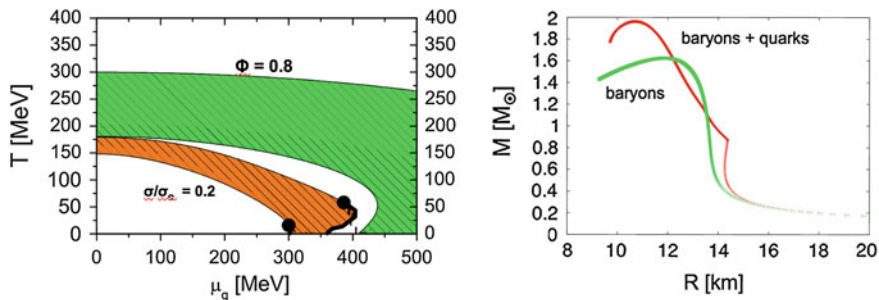 400
350
300
250
200
150
100
50
0
T [MeV]
Φ = 0.8
σ/σ₀ = 0.2
400
350
300
250
200
150
100
50
0
0 100 200 300 400 500
μq [MeV]
2
1.8
1.6
1.4
1.2
1
0.8
0.6
0.4
0.2
0
M [M☉]
baryons + quarks
baryons
8 10 12 14 16 18 20
R [km]